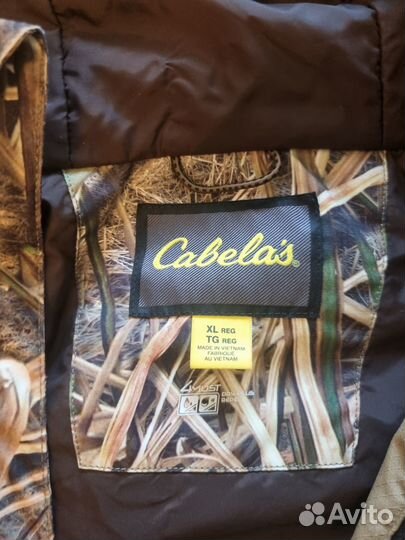 Cabela's®
XL REG
TG REG
MADE IN VIETNAM
FABRIQUÉ
AU VIETNAM
4MOST
Avito